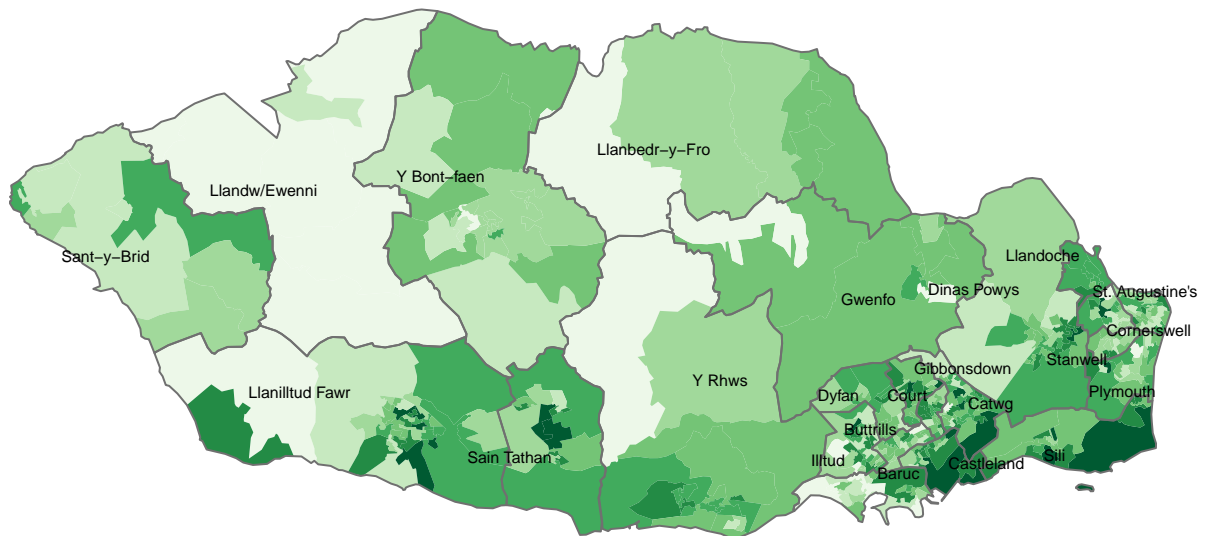 Llanbedr−y−Fro
Y Bont−faen
Llandw/Ewenni
Sant−y−Brid
Llandoche
Dinas Powys
St. Augustine's
Gwenfo
Cornerswell
Stanwell
Gibbonsdown
Y Rhws
Llanilltud Fawr
Dyfan
Court
Plymouth
Catwg
Buttrills
Sain Tathan
Illtud
Castleland
Sili
Baruc